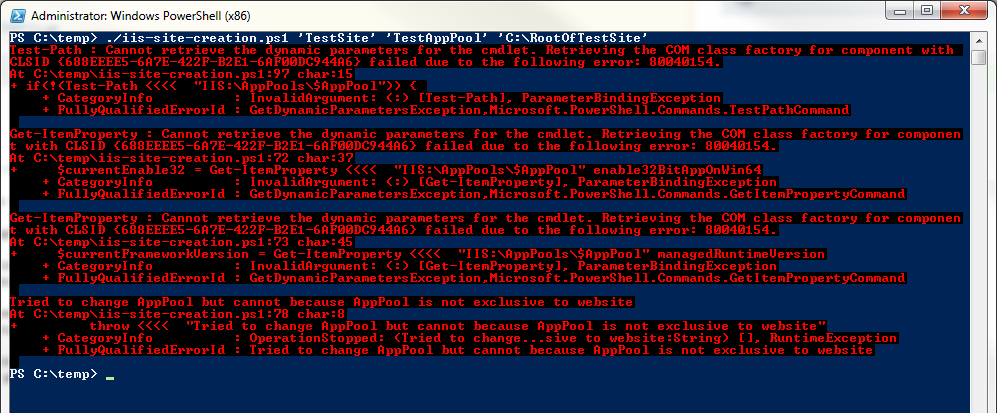 Administrator: Windows PowerShell (x86)
PS C:\temp> ./iis-site-creation.ps1 'TestSite' 'TestAppPool' 'C:\RootOfTestSite'
Test-Path : Cannot retrieve the dynamic parameters for the cmdlet. Retrieving the COM class factory for component with
CLSID {688EEEE5-6A7E-422F-B2E1-6AF00DC944A6} failed due to the following error: 80040154.
At C:\temp\iis-site-creation.ps1:97 char:15
+ if(!(Test-Path <<<<  "IIS:\AppPools\$AppPool")) {
    + CategoryInfo          : InvalidArgument: (:) [Test-Path], ParameterBindingException
    + FullyQualifiedErrorId : GetDynamicParametersException,Microsoft.PowerShell.Commands.TestPathCommand
Get-ItemProperty : Cannot retrieve the dynamic parameters for the cmdlet. Retrieving the COM class factory for componen
t with CLSID {688EEEE5-6A7E-422F-B2E1-6AF00DC944A6} failed due to the following error: 80040154.
At C:\temp\iis-site-creation.ps1:72 char:37
+     $currentEnable32 = Get-ItemProperty <<<<  "IIS:\AppPools\$AppPool" enable32BitAppOnWin64
    + CategoryInfo          : InvalidArgument: (:) [Get-ItemProperty], ParameterBindingException
    + FullyQualifiedErrorId : GetDynamicParametersException,Microsoft.PowerShell.Commands.GetItemPropertyCommand
Get-ItemProperty : Cannot retrieve the dynamic parameters for the cmdlet. Retrieving the COM class factory for componen
t with CLSID {688EEEE5-6A7E-422F-B2E1-6AF00DC944A6} failed due to the following error: 80040154.
At C:\temp\iis-site-creation.ps1:73 char:45
+     $currentFrameworkVersion = Get-ItemProperty <<<<  "IIS:\AppPools\$AppPool" managedRuntimeVersion
    + CategoryInfo          : InvalidArgument: (:) [Get-ItemProperty], ParameterBindingException
    + FullyQualifiedErrorId : GetDynamicParametersException,Microsoft.PowerShell.Commands.GetItemPropertyCommand
Tried to change AppPool but cannot because AppPool is not exclusive to website
At C:\temp\iis-site-creation.ps1:78 char:8
+         throw <<<<  "Tried to change AppPool but cannot because AppPool is not exclusive to website"
    + CategoryInfo          : OperationStopped: (Tried to change...sive to website:String) [], RuntimeException
    + FullyQualifiedErrorId : Tried to change AppPool but cannot because AppPool is not exclusive to website
PS C:\temp> _